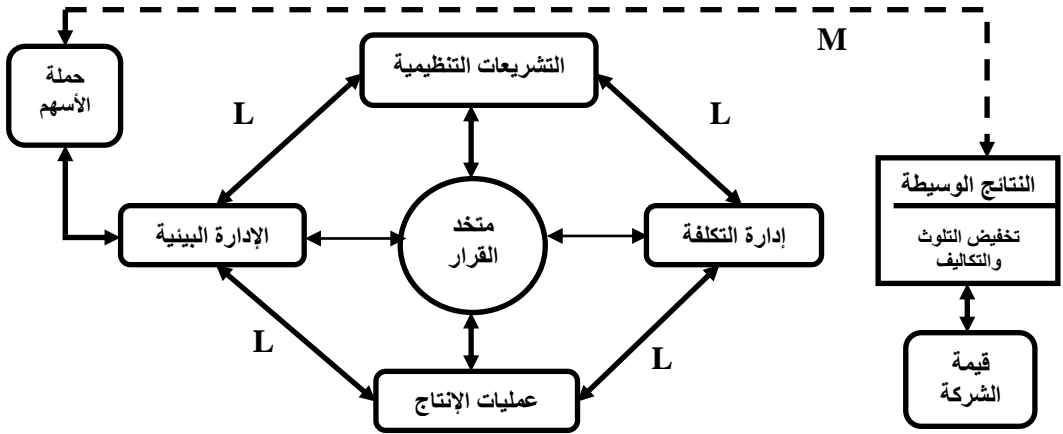 M
حملة
الأسهم
التشريعات التنظيمية
L
L
النتائج الوسيطة
تخفيض التلوث
والتكاليف
إدارة التكلفة
متخد
القرار
الإدارة البيئية
L
L
قيمة
الشركة
عمليات الإنتاج